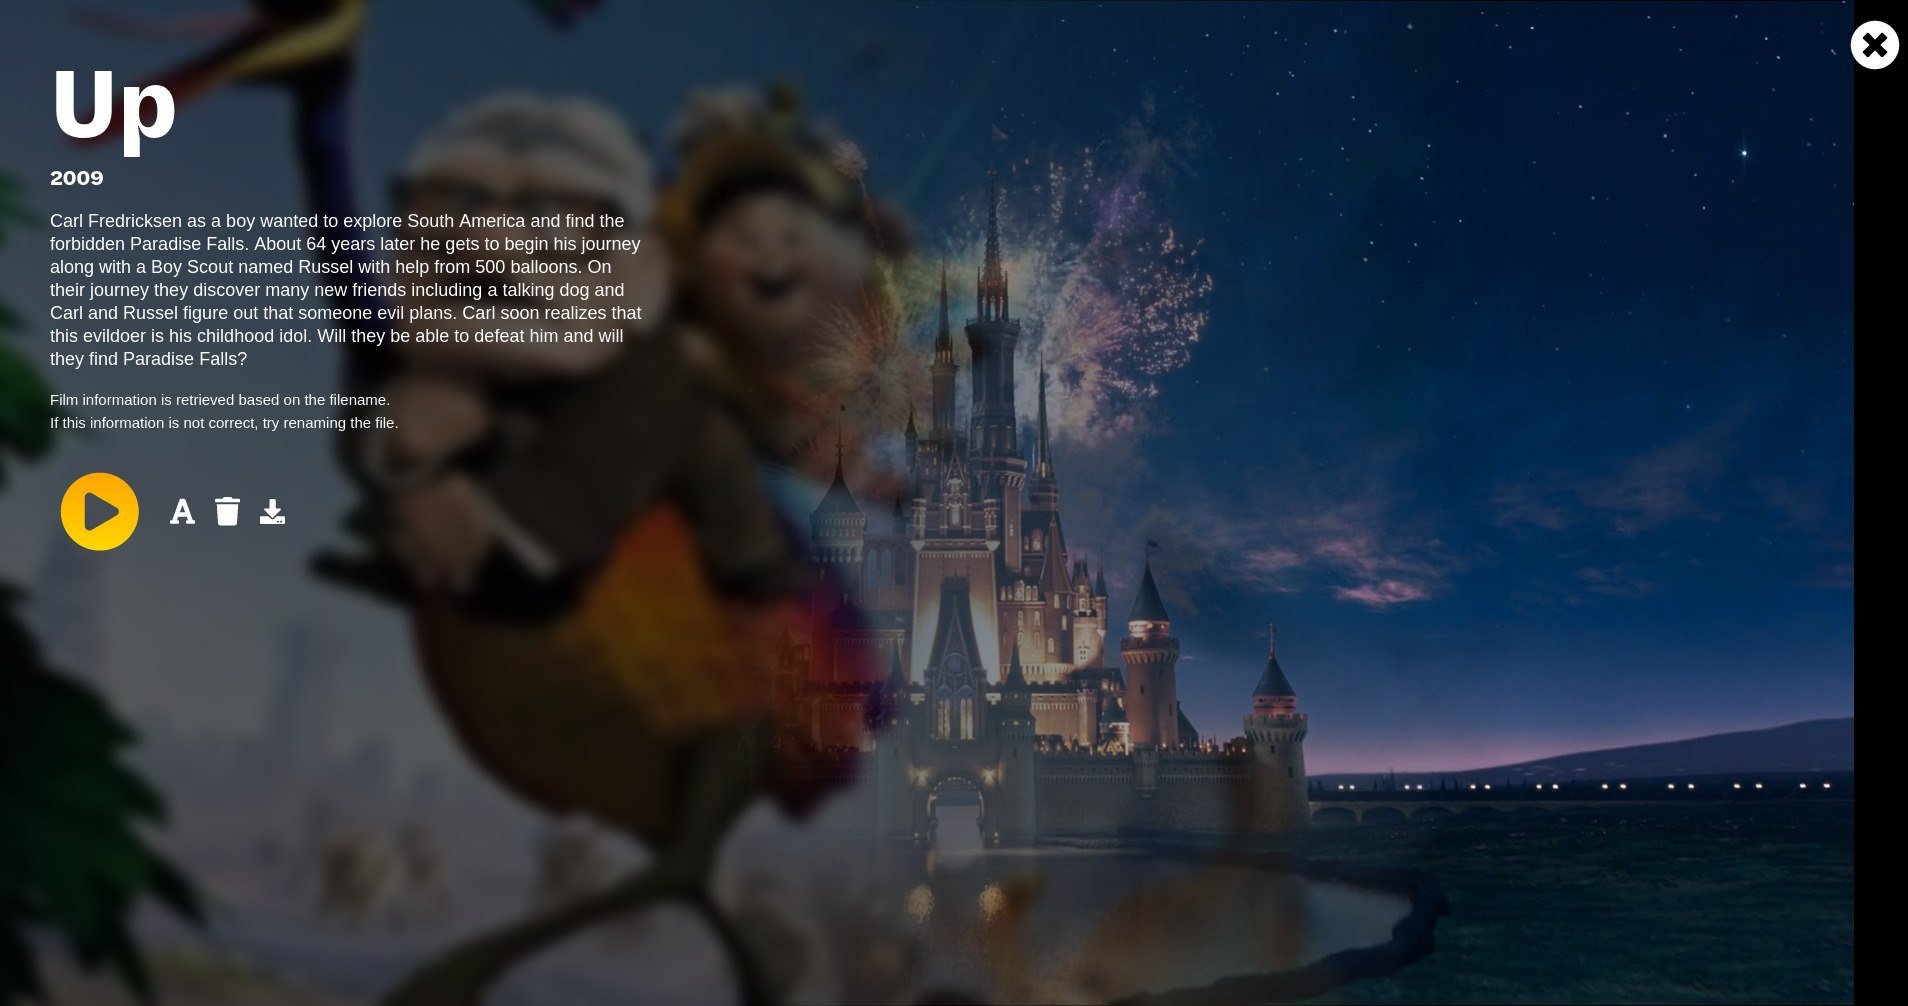 Up
2009
Carl Fredricksen as a boy wanted to explore South America and find the
forbidden Paradise Falls. About 64 years later he gets to begin his journey
along with a Boy Scout named Russel with help from 500 balloons. On
their journey they discover many new friends including a talking dog and
Carl and Russel figure out that someone evil plans. Carl soon realizes that
this evildoer is his childhood idol. Will they be able to defeat him and will
they find Paradise Falls?
Film information is retrieved based on the filename.
If this information is not correct, try renaming the file.